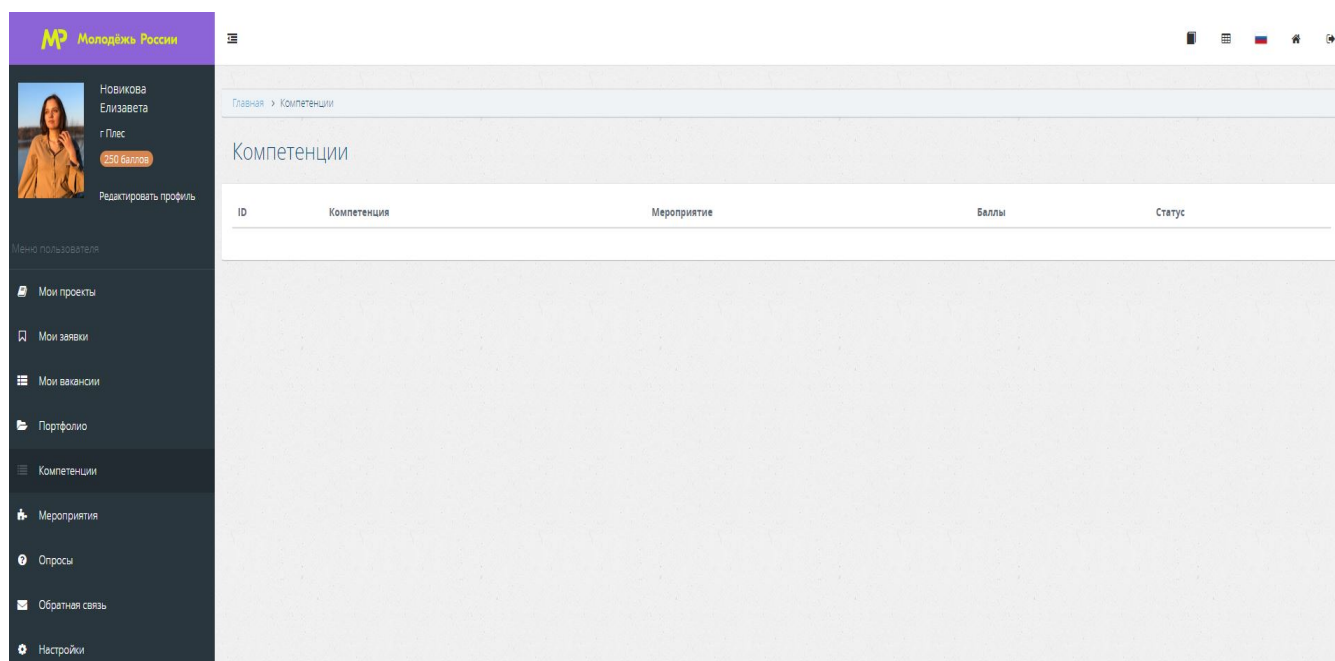 МР Молодёжь России
Новикова
Елизавета
г Плес
250 баллов
Редактировать профиль
Меню пользователя
Мои проекты
Мои заявки
Мои вакансии
Портфолио
Компетенции
Мероприятия
Опросы
Обратная связь
Настройки
Главная > Компетенции
Компетенции
ID Компетенция Мероприятие Баллы Статус